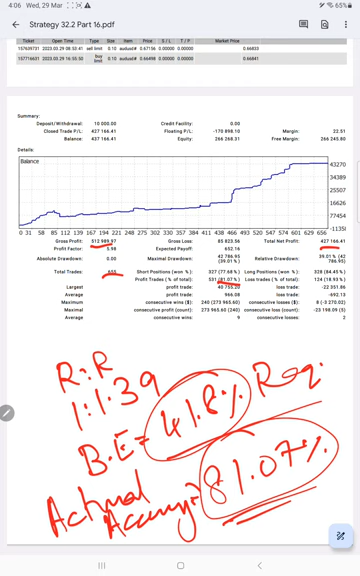 4:06 Wed, 29 Mar 65%
Strategy 32.2 Part 16.pdf
Ticket Open Time Type Size Item Price S / L T / P Market Price
157639731 2023.03.29 08:53:41 sell limit 0.10 audusd# 0.67156 0.00000 0.00000 0.66833
157716631 2023.03.29 16:55:50 buy limit 0.10 audusd# 0.66498 0.00000 0.00000 0.66841
Summary:
Deposit/Withdrawal: 10 000.00 Credit Facility: 0.00
Closed Trade P/L: 427 166.41 Floating P/L: -170 898.10 Margin: 22.51
Balance: 437 166.41 Equity: 266 268.31 Free Margin: 266 245.80
Details:
Balance
43270
34389
25507
16626
77454
-11351
0 31 58 85 112 139 167 194 221 248 276 303 330 357 384 411 438 466 493 520 547 574 601 628 656
Gross Profit: 512 989.97 Gross Loss: 85 823.56 Total Net Profit: 427 166.41
Profit Factor: 5.98 Expected Payoff: 652.16
Absolute Drawdown: 0.00 Maximal Drawdown: 42 786.95 (39.01 %) Relative Drawdown: 39.01 % (42 786.95)
Total Trades: 655 Short Positions (won %): 327 (77.68 %) Long Positions (won %): 328 (84.45 %)
Profit Trades (% of total): 531 (81.07 %) Loss trades (% of total): 124 (18.93 %)
Largest profit trade: 40 755.20 loss trade: -22 351.86
Average profit trade: 966.08 loss trade: -692.13
Maximum consecutive wins ($): 240 (273 965.60) consecutive losses ($): 8 (-3 270.02)
Maximal consecutive profit (count): 273 965.60 (240) consecutive loss (count): -23 198.09 (5)
Average consecutive wins: 9 consecutive losses: 2
R:R
1:1.39
B.E = 41.8% Req.
Actual Accuracy = 81.07%